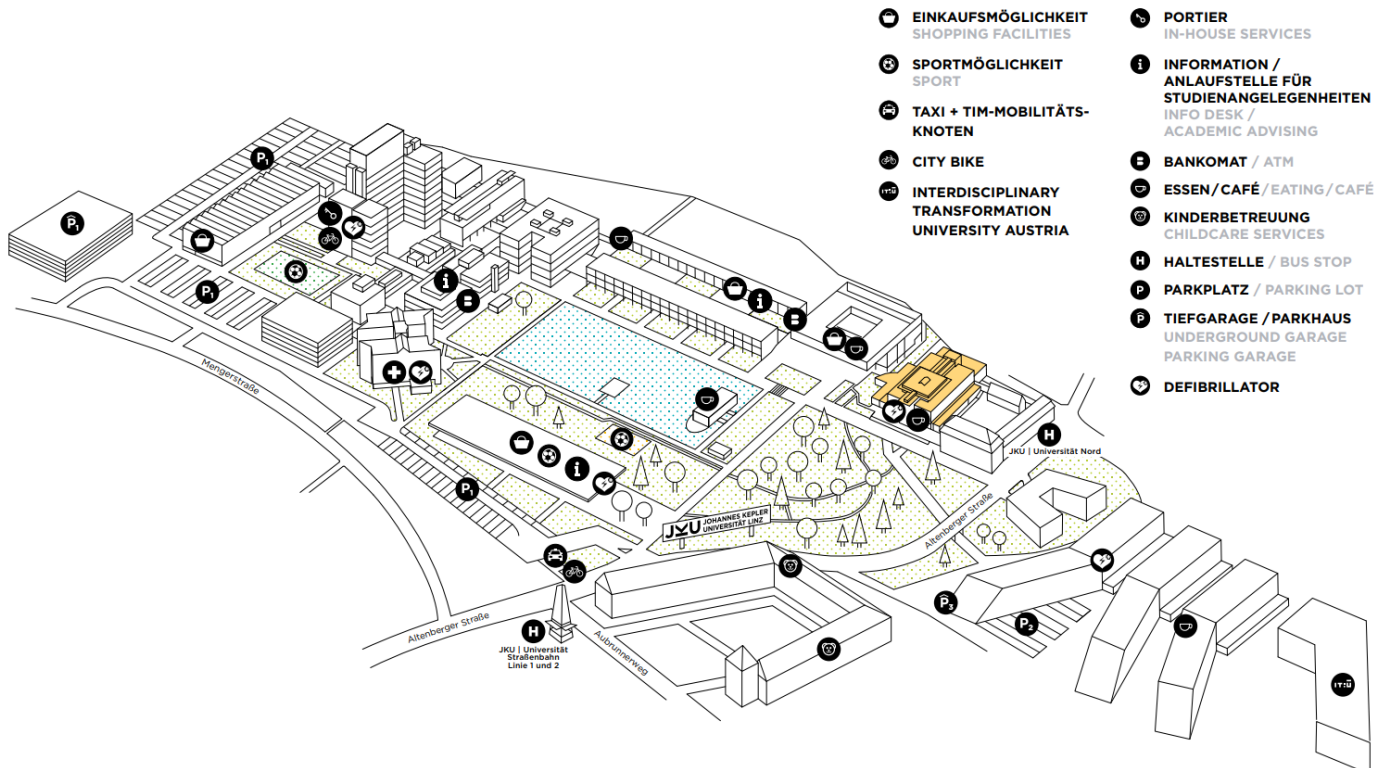 EINKAUFSMÖGLICHKEIT
SHOPPING FACILITIES
SPORTMÖGLICHKEIT
SPORT
TAXI + TIM-MOBILITÄTS-
KNOTEN
CITY BIKE
ITːU
INTERDISCIPLINARY
TRANSFORMATION
UNIVERSITY AUSTRIA
PORTIER
IN-HOUSE SERVICES
i
INFORMATION /
ANLAUFSTELLE FÜR
STUDIENANGELEGENHEITEN
INFO DESK /
ACADEMIC ADVISING
BANKOMAT / ATM
ESSEN/CAFÉ/EATING/CAFÉ
KINDERBETREUUNG
CHILDCARE SERVICES
H
HALTESTELLE / BUS STOP
P
PARKPLATZ / PARKING LOT
P
TIEFGARAGE/PARKHAUS
UNDERGROUND GARAGE
PARKING GARAGE
DEFIBRILLATOR
P1
P1
P1
i
i
Mengerstraße
i
P1
H
JKU | Universität Nord
JKU JOHANNES KEPLER
UNIVERSITÄT LINZ
Altenberger Straße
P3
P2
Altenberger Straße
H
JKU | Universität
Straßenbahn
Linie 1 und 2
Aubrunnerweg
ITːU